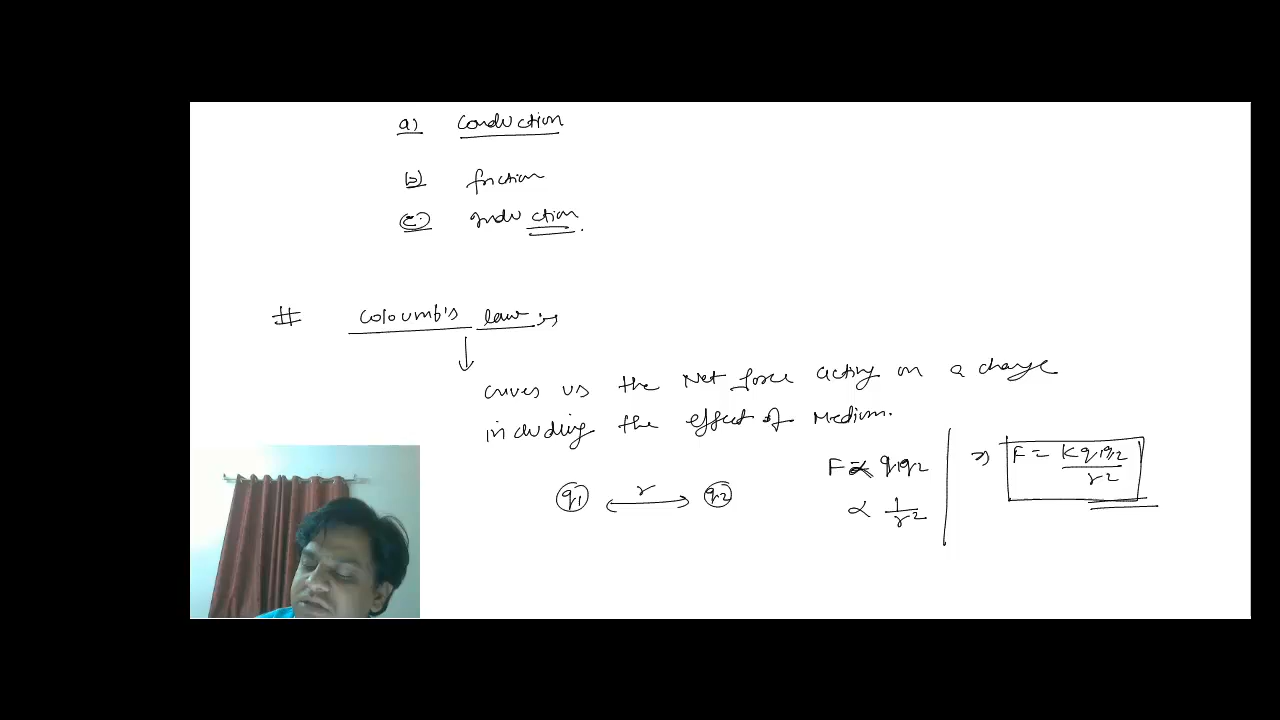 a) Conduction
b) friction
c) Induction.
# Coloumb's law :→
Gives us the Net force acting on a charge
including the effect of Medium.
q1 r q2
F ∝ q1q2
∝ 1/r2
⇒ F = Kq1q2/r2